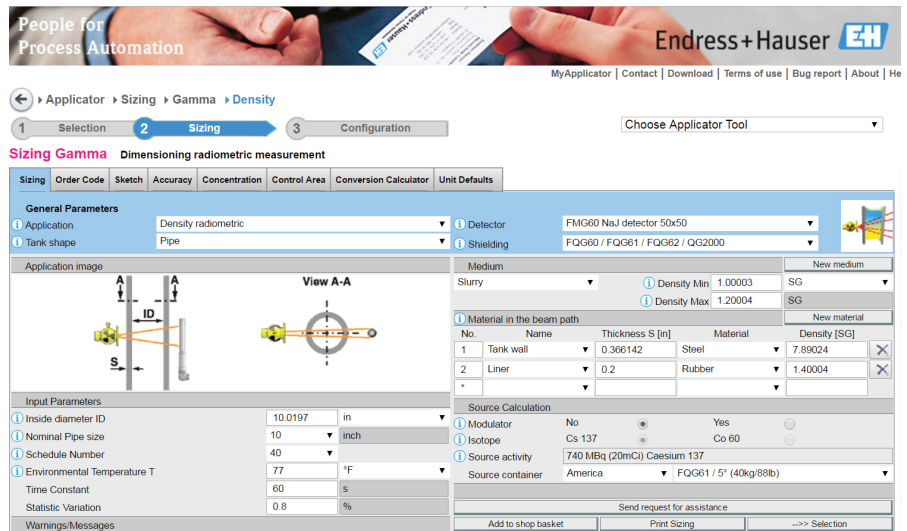 People for
Process Automation
Endress+Hauser EH
MyApplicator | Contact | Download | Terms of use | Bug report | About | He
Applicator Sizing Gamma Density
1 Selection 2 Sizing 3 Configuration
Choose Applicator Tool
Sizing Gamma Dimensioning radiometric measurement
Sizing Order Code Sketch Accuracy Concentration Control Area Conversion Calculator Unit Defaults
General Parameters
Application Density radiometric
Tank shape Pipe
Detector FMG60 NaJ detector 50x50
Shielding FQG60 / FQG61 / FQG62 / QG2000
Application image
A A View A-A
ID
S
Input Parameters
Inside diameter ID 10.0197 in
Nominal Pipe size 10 inch
Schedule Number 40
Environmental Temperature T 77 °F
Time Constant 60 s
Statistic Variation 0.8 %
Warnings/Messages
Medium New medium
Slurry Density Min 1.00003 SG
Density Max 1.20004 SG
Material in the beam path New material
No. Name Thickness S [in] Material Density [SG]
1 Tank wall 0.366142 Steel 7.89024
2 Liner 0.2 Rubber 1.40004
*
Source Calculation
Modulator No Yes
Isotope Cs 137 Co 60
Source activity 740 MBq (20mCi) Caesium 137
Source container America FQG61 / 5° (40kg/88lb)
Send request for assistance
Add to shop basket Print Sizing -->> Selection